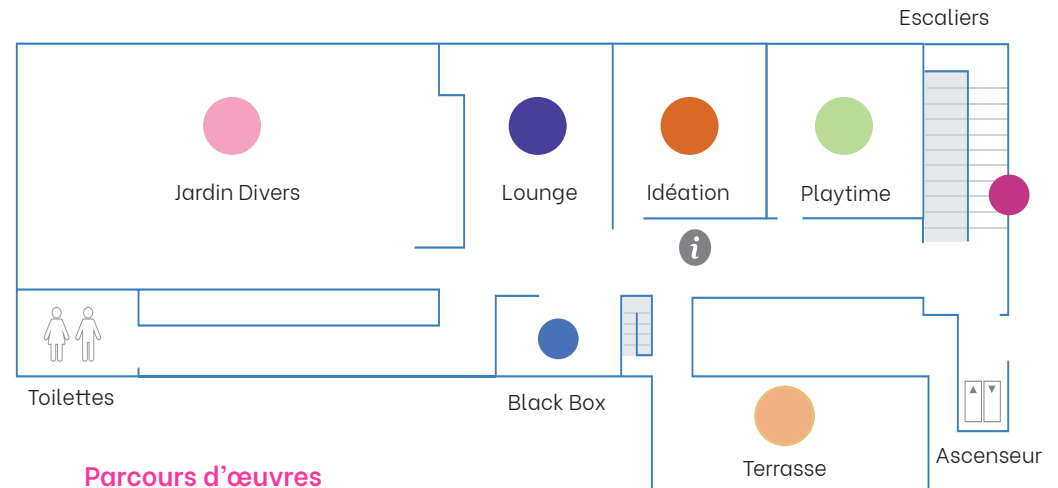 Escaliers
Jardin Divers
Lounge
Idéation
Playtime
i
Toilettes
Black Box
Terrasse
Ascenseur
Parcours d'œuvres